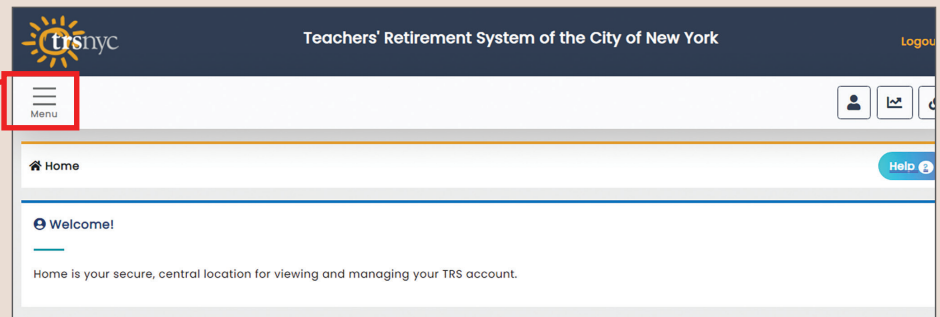 trsnyc
Teachers' Retirement System of the City of New York
Logou
Menu
Home
Help ?
Welcome!
Home is your secure, central location for viewing and managing your TRS account.